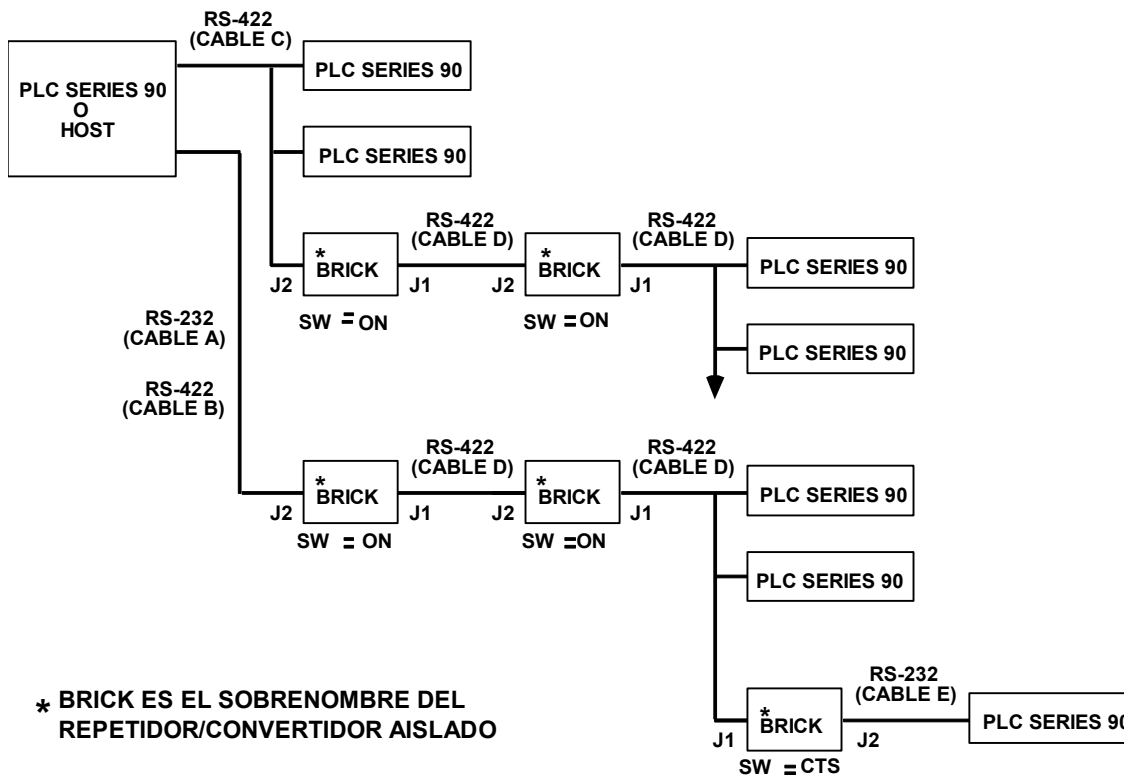 RS-422
(CABLE C)
PLC SERIES 90
O
HOST
PLC SERIES 90
PLC SERIES 90
RS-422
(CABLE D)
RS-422
(CABLE D)
* BRICK
* BRICK
PLC SERIES 90
J2
J1
J2
J1
SW = ON
SW = ON
RS-232
(CABLE A)
PLC SERIES 90
RS-422
(CABLE B)
RS-422
(CABLE D)
RS-422
(CABLE D)
* BRICK
* BRICK
PLC SERIES 90
J2
J1
J2
J1
SW = ON
SW =ON
PLC SERIES 90
RS-232
(CABLE E)
* BRICK ES EL SOBRENOMBRE DEL
REPETIDOR/CONVERTIDOR AISLADO
* BRICK
PLC SERIES 90
J1
J2
SW = CTS